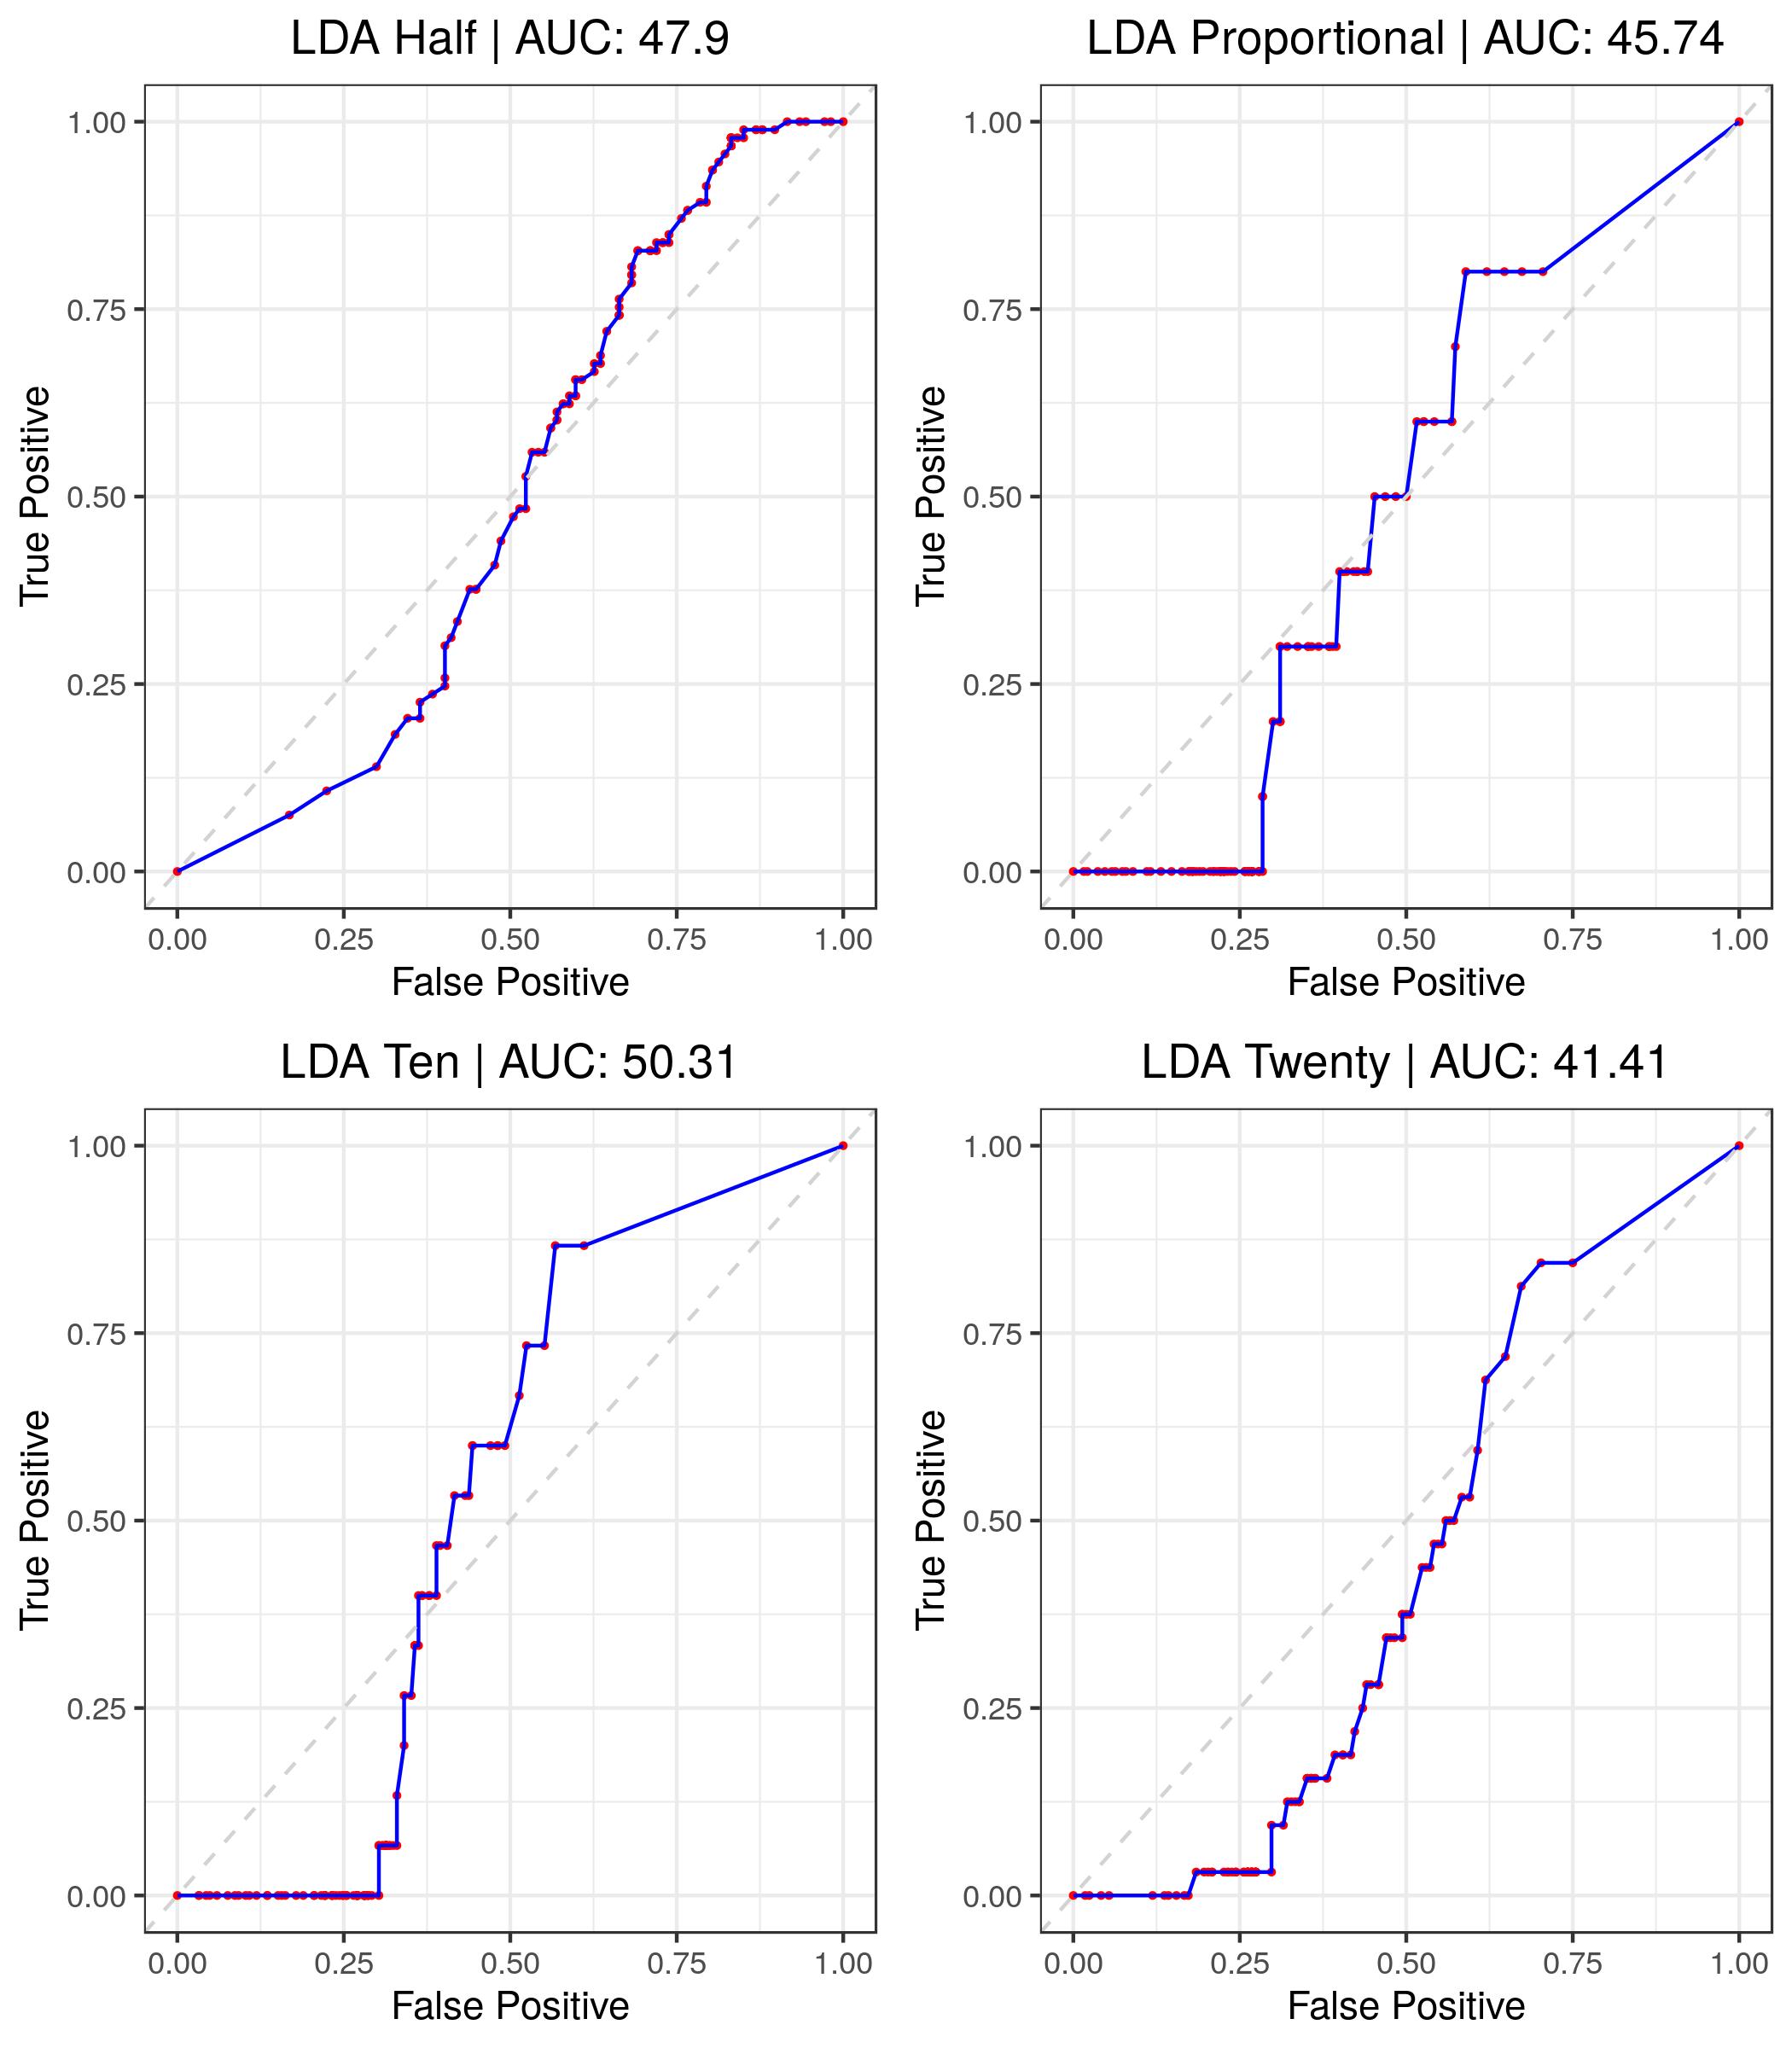 LDA Half | AUC: 47.9
True Positive
1.00
0.75
0.50
0.25
0.00
0.00 0.25 0.50 0.75 1.00
False Positive
LDA Proportional | AUC: 45.74
True Positive
1.00
0.75
0.50
0.25
0.00
0.00 0.25 0.50 0.75 1.00
False Positive
LDA Ten | AUC: 50.31
True Positive
1.00
0.75
0.50
0.25
0.00
0.00 0.25 0.50 0.75 1.00
False Positive
LDA Twenty | AUC: 41.41
True Positive
1.00
0.75
0.50
0.25
0.00
0.00 0.25 0.50 0.75 1.00
False Positive